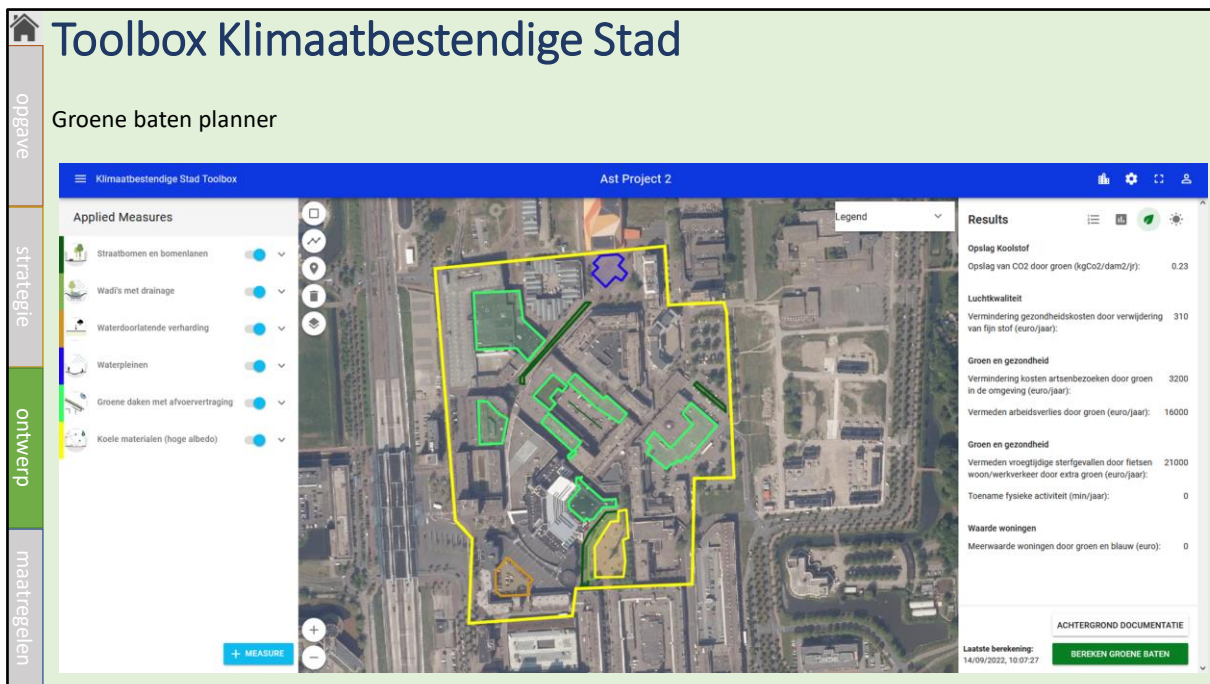 Toolbox Klimaatbestendige Stad
opgave
strategie
ontwerp
maatregelen
Groene baten planner
Klimaatbestendige Stad Toolbox
Ast Project 2
Applied Measures
Straatbomen en bomenlanen
Wadi's met drainage
Waterdoorlatende verharding
Waterpleinen
Groene daken met afvoervertraging
Koele materialen (hoge albedo)
+ MEASURE
Legend
Results
Opslag Koolstof
Opslag van CO2 door groen (kgCo2/dam2/jr): 0.23
Luchtkwaliteit
Vermindering gezondheidskosten door verwijdering 310
van fijn stof (euro/jaar):
Groen en gezondheid
Vermindering kosten artsenbezoeken door groen 3200
in de omgeving (euro/jaar):
Vermeden arbeidsverlies door groen (euro/jaar): 16000
Groen en gezondheid
Vermeden vroegtijdige sterfgevallen door fietsen 21000
woon/werkverkeer door extra groen (euro/jaar):
Toename fysieke activiteit (min/jaar): 0
Waarde woningen
Meerwaarde woningen door groen en blauw (euro): 0
ACHTERGROND DOCUMENTATIE
Laatste berekening:
14/09/2022, 10:07:27
BEREKEN GROENE BATEN